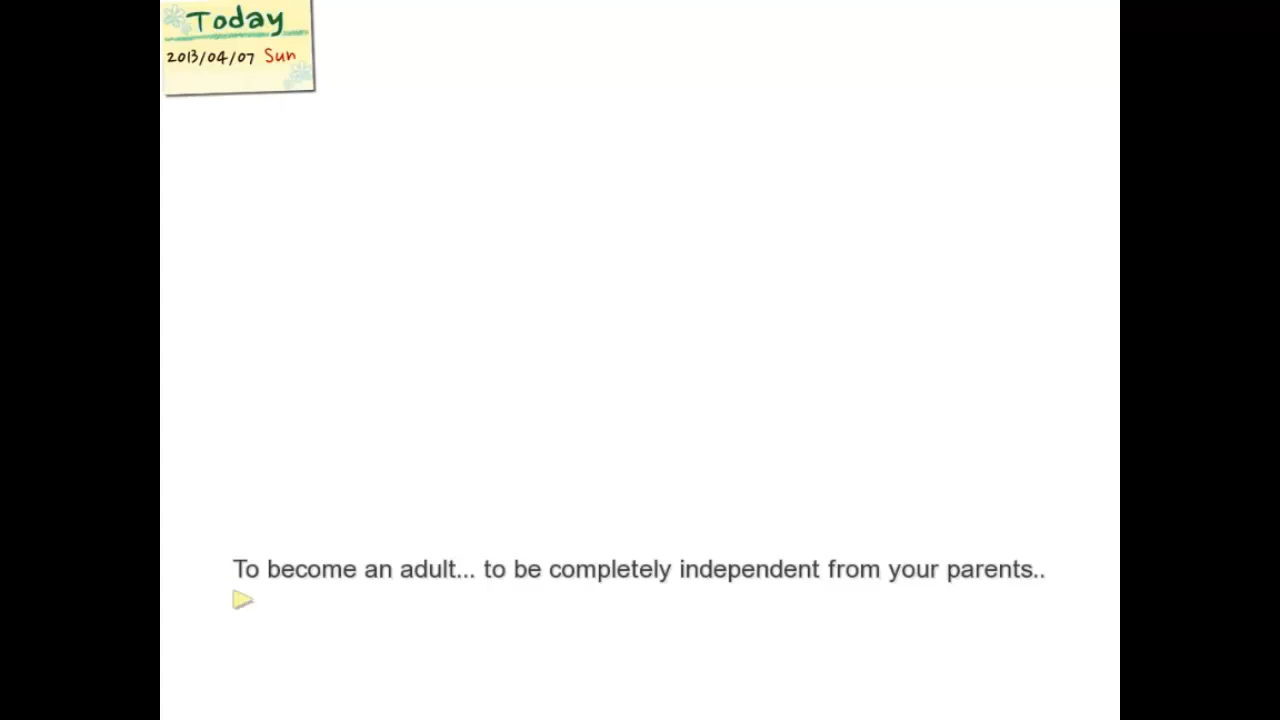 Today
2013/04/07 Sun
To become an adult... to be completely independent from your parents..